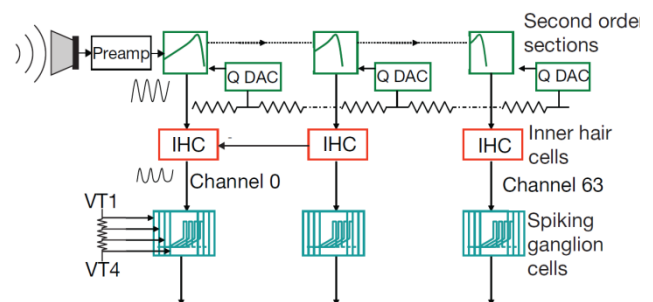 Second order
sections
Preamp
Q DAC
Q DAC
Q DAC
IHC
IHC
IHC
Inner hair
cells
Channel 0
Channel 63
VT1
VT4
Spiking
ganglion
cells